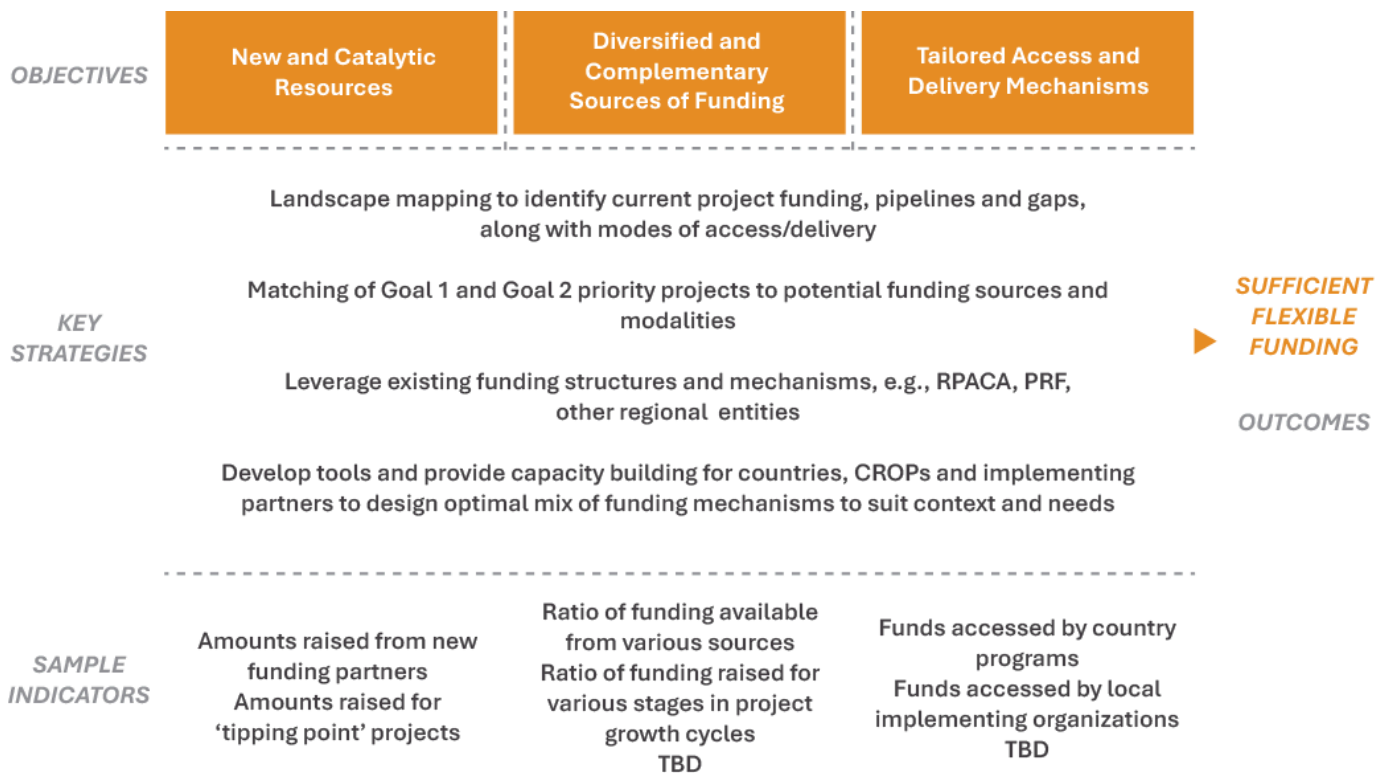 OBJECTIVES
New and Catalytic
Resources
Diversified and
Complementary
Sources of Funding
Tailored Access and
Delivery Mechanisms
KEY
STRATEGIES
Landscape mapping to identify current project funding, pipelines and gaps,
along with modes of access/delivery
Matching of Goal 1 and Goal 2 priority projects to potential funding sources and
modalities
Leverage existing funding structures and mechanisms, e.g., RPACA, PRF,
other regional entities
Develop tools and provide capacity building for countries, CROPs and implementing
partners to design optimal mix of funding mechanisms to suit context and needs
SUFFICIENT
FLEXIBLE
FUNDING
OUTCOMES
SAMPLE
INDICATORS
Amounts raised from new
funding partners
Amounts raised for
‘tipping point’ projects
Ratio of funding available
from various sources
Ratio of funding raised for
various stages in project
growth cycles
TBD
Funds accessed by country
programs
Funds accessed by local
implementing organizations
TBD